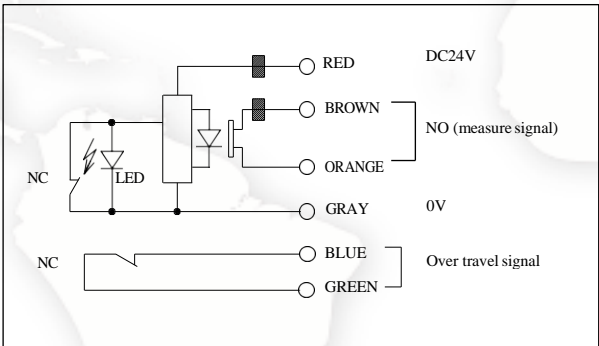 RED DC24V
BROWN
NO (measure signal)
ORANGE
NC LED
GRAY 0V
NC BLUE
Over travel signal
GREEN